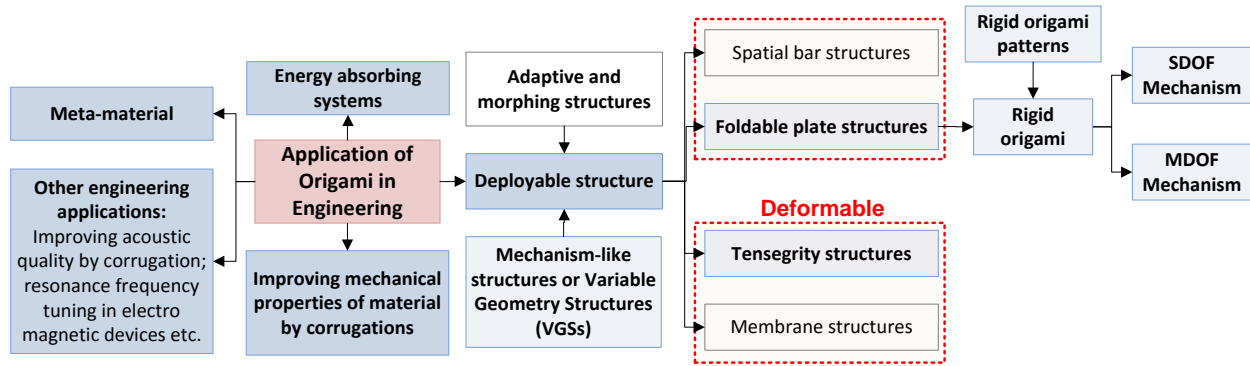 Meta-material
Other engineering
applications:
Improving acoustic
quality by corrugation;
resonance frequency
tuning in electro
magnetic devices etc.
Energy absorbing
systems
Application of
Origami in
Engineering
Improving mechanical
properties of material
by corrugations
Adaptive and
morphing structures
Deployable structure
Mechanism-like
structures or Variable
Geometry Structures
(VGSs)
Spatial bar structures
Foldable plate structures
Deformable
Tensegrity structures
Membrane structures
Rigid origami
patterns
Rigid
origami
SDOF
Mechanism
MDOF
Mechanism